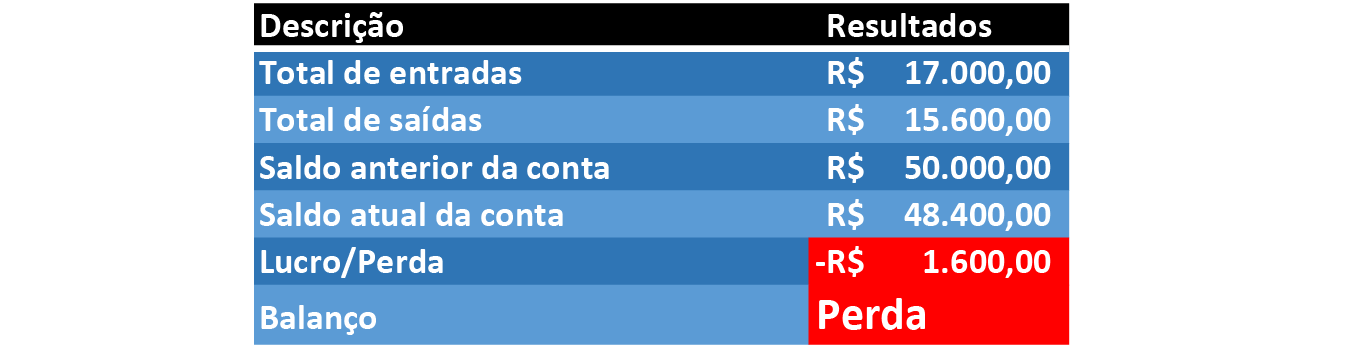 Descrição Resultados
Total de entradas R$ 17.000,00
Total de saídas R$ 15.600,00
Saldo anterior da conta R$ 50.000,00
Saldo atual da conta R$ 48.400,00
Lucro/Perda -R$ 1.600,00
Balanço Perda